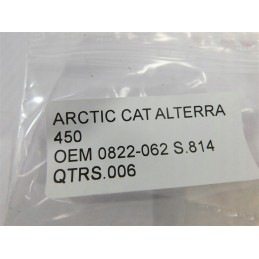 ARCTIC CAT ALTERRA
450
OEM 0822-062 S.814
QTRS.006